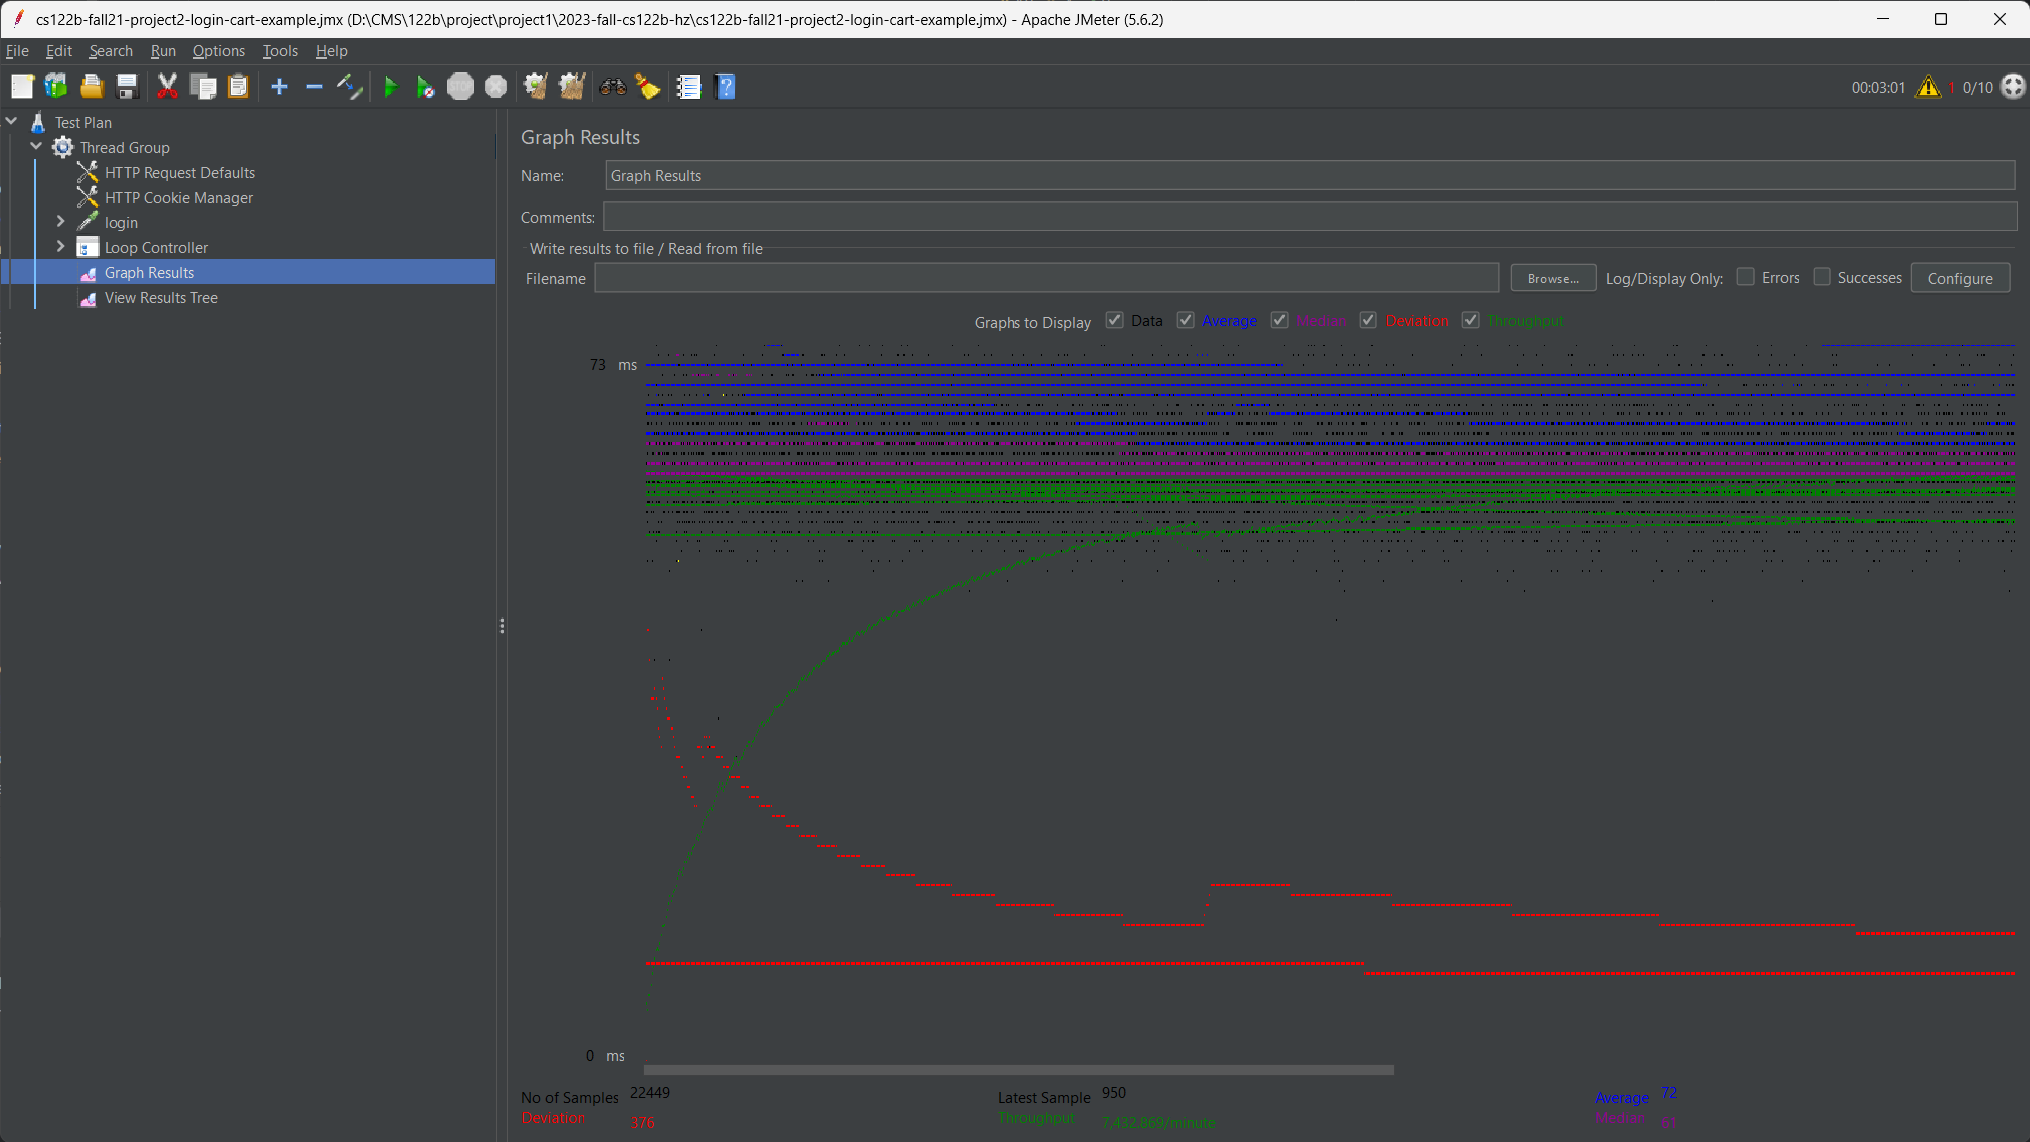 cs122b-fall21-project2-login-cart-example.jmx (D:\CMS\122b\project\project1\2023-fall-cs122b-hz\cs122b-fall21-project2-login-cart-example.jmx) - Apache JMeter (5.6.2)
File Edit Search Run Options Tools Help
STOP
00:03:01 1 0/10
Test Plan
Thread Group
HTTP Request Defaults
HTTP Cookie Manager
login
Loop Controller
Graph Results
View Results Tree
Graph Results
Name: Graph Results
Comments:
Write results to file / Read from file
Filename Browse... Log/Display Only: Errors Successes Configure
Graphs to Display Data Average Median Deviation Throughput
73 ms
0 ms
No of Samples 22449 Latest Sample 950 Average 72
Deviation 376 Throughput 7,432.869/minute Median 61